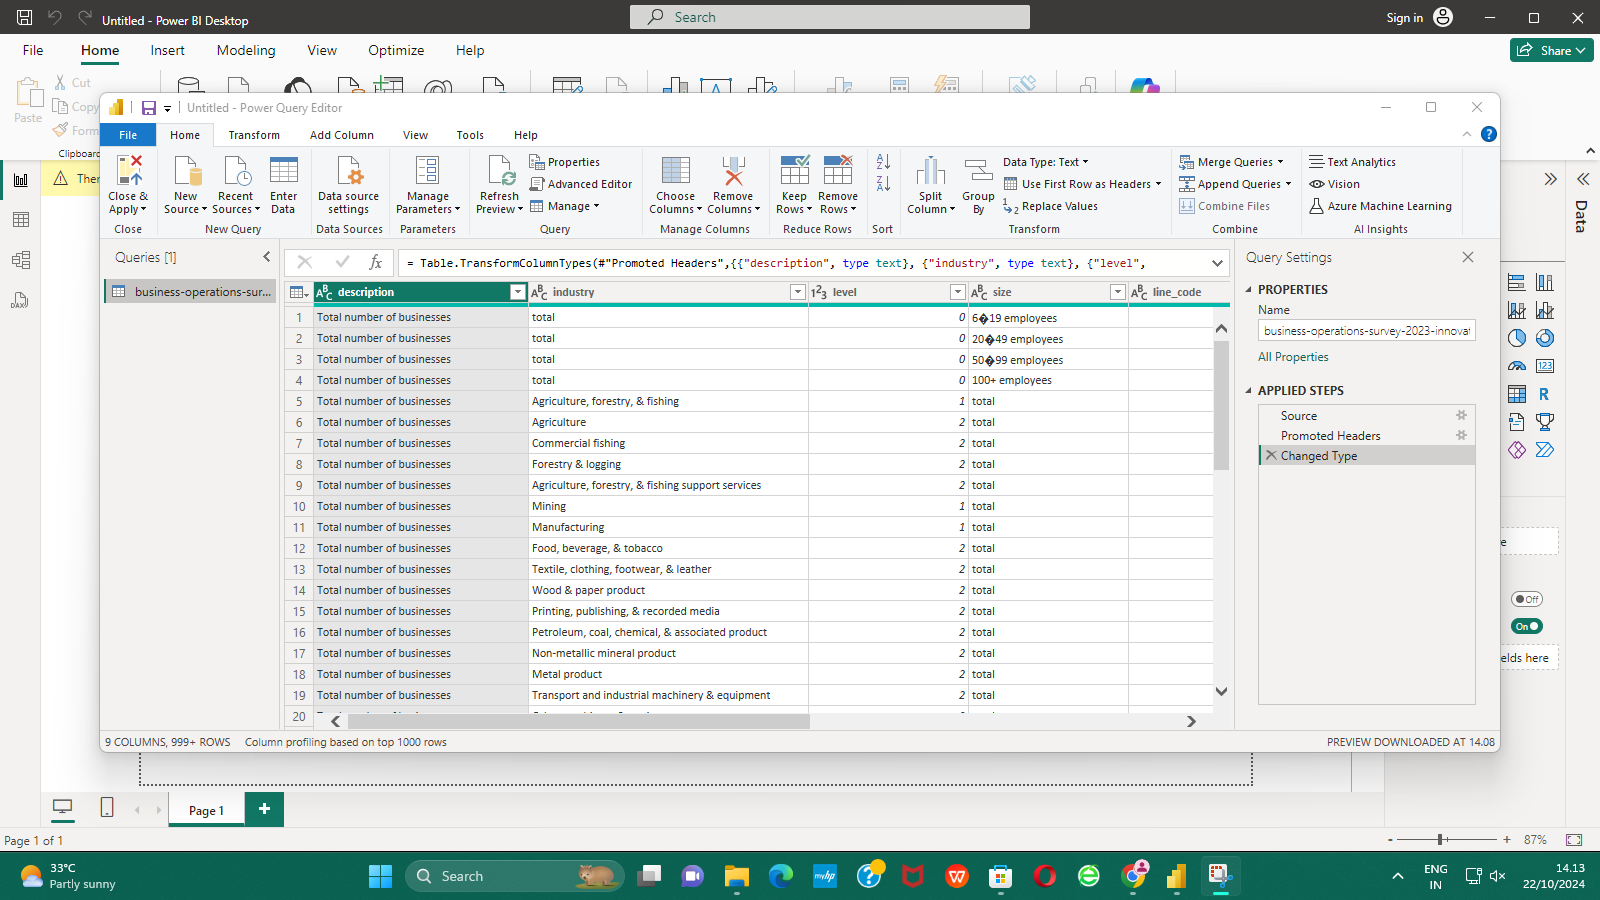 Untitled - Power BI Desktop
Search
Sign in
File Home Insert Modeling View Optimize Help
Share
Paste
Cut
Copy
Form
Clipboard
Ther
Untitled - Power Query Editor
File Home Transform Add Column View Tools Help
Close & Apply
Close
New Source
Recent Sources
Enter Data
New Query
Data source settings
Data Sources
Manage Parameters
Parameters
Refresh Preview
Properties
Advanced Editor
Manage
Query
Choose Columns
Remove Columns
Manage Columns
Keep Rows
Remove Rows
Reduce Rows
Sort
Split Column
Group By
Data Type: Text
Use First Row as Headers
Replace Values
Transform
Merge Queries
Append Queries
Combine Files
Combine
Text Analytics
Vision
Azure Machine Learning
AI Insights
Data
Queries [1]
business-operations-sur...
= Table.TransformColumnTypes(#"Promoted Headers",{{"description", type text}, {"industry", type text}, {"level",
description industry level size line_code
1 Total number of businesses total 0 6�19 employees
2 Total number of businesses total 0 20�49 employees
3 Total number of businesses total 0 50�99 employees
4 Total number of businesses total 0 100+ employees
5 Total number of businesses Agriculture, forestry, & fishing 1 total
6 Total number of businesses Agriculture 2 total
7 Total number of businesses Commercial fishing 2 total
8 Total number of businesses Forestry & logging 2 total
9 Total number of businesses Agriculture, forestry, & fishing support services 2 total
10 Total number of businesses Mining 1 total
11 Total number of businesses Manufacturing 1 total
12 Total number of businesses Food, beverage, & tobacco 2 total
13 Total number of businesses Textile, clothing, footwear, & leather 2 total
14 Total number of businesses Wood & paper product 2 total
15 Total number of businesses Printing, publishing, & recorded media 2 total
16 Total number of businesses Petroleum, coal, chemical, & associated product 2 total
17 Total number of businesses Non-metallic mineral product 2 total
18 Total number of businesses Metal product 2 total
19 Total number of businesses Transport and industrial machinery & equipment 2 total
20
9 COLUMNS, 999+ ROWS Column profiling based on top 1000 rows
PREVIEW DOWNLOADED AT 14.08
Query Settings
PROPERTIES
Name
business-operations-survey-2023-innovat
All Properties
APPLIED STEPS
Source
Promoted Headers
Changed Type
Off
On
elds here
Page 1
Page 1 of 1
- + 87%
33°C
Partly sunny
Search
ENG
IN
14.13
22/10/2024